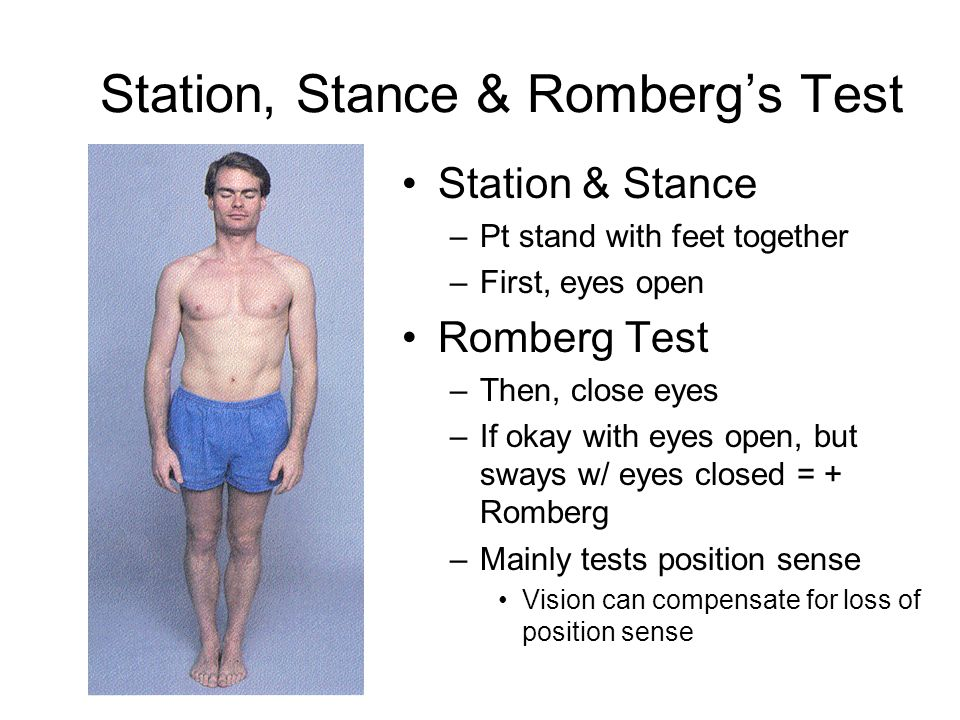 Station, Stance & Romberg’s Test
• Station & Stance
– Pt stand with feet together
– First, eyes open
• Romberg Test
– Then, close eyes
– If okay with eyes open, but
sways w/ eyes closed = +
Romberg
– Mainly tests position sense
• Vision can compensate for loss of
position sense